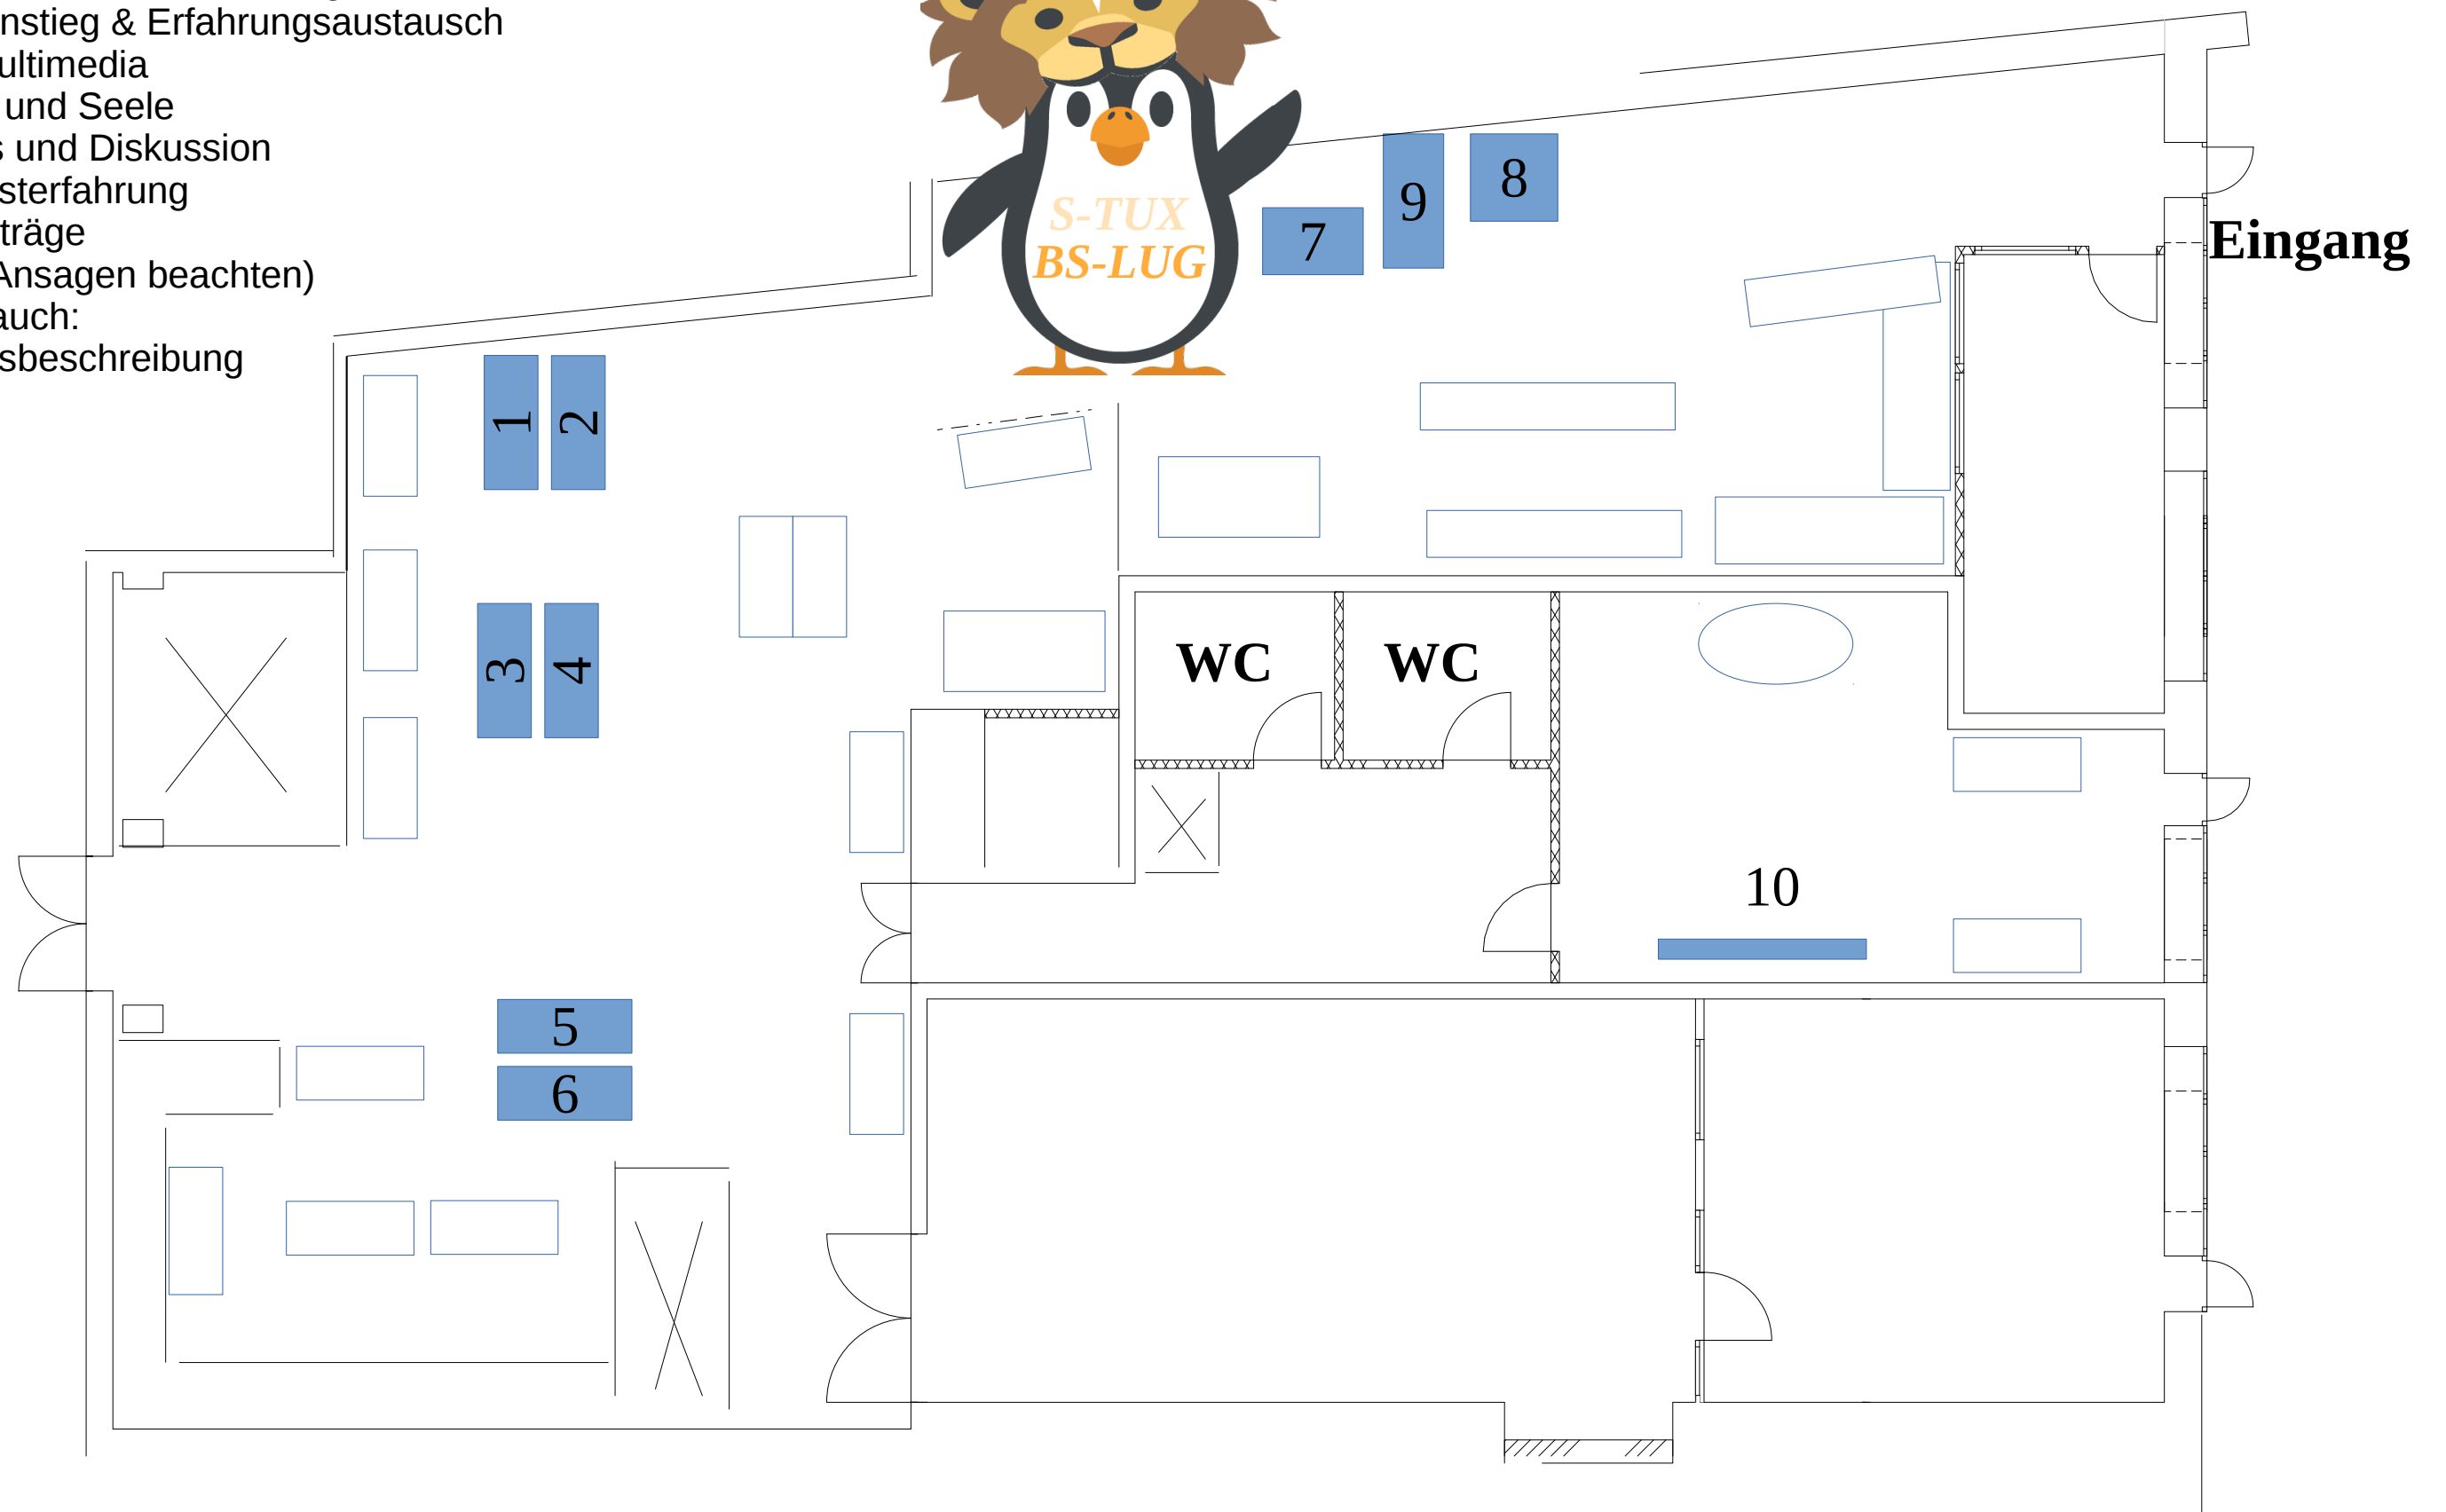 nstieg & Erfahrungsaustausch
ultimedia
und Seele
s und Diskussion
sterfahrung
träge
Ansagen beachten)
auch:
sbeschreibung
S-TUX
BS-LUG
7
9
8
Eingang
1
2
3
4
WC
WC
10
5
6